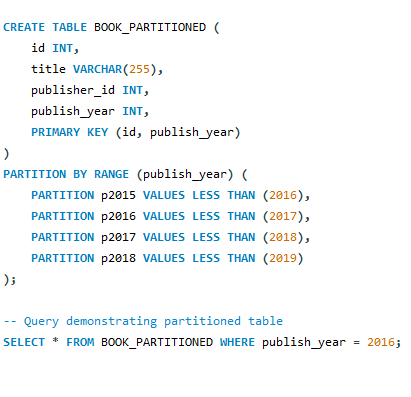 CREATE TABLE BOOK_PARTITIONED (
    id INT,
    title VARCHAR(255),
    publisher_id INT,
    publish_year INT,
    PRIMARY KEY (id, publish_year)
)
PARTITION BY RANGE (publish_year) (
    PARTITION p2015 VALUES LESS THAN (2016),
    PARTITION p2016 VALUES LESS THAN (2017),
    PARTITION p2017 VALUES LESS THAN (2018),
    PARTITION p2018 VALUES LESS THAN (2019)
);
-- Query demonstrating partitioned table
SELECT * FROM BOOK_PARTITIONED WHERE publish_year = 2016;